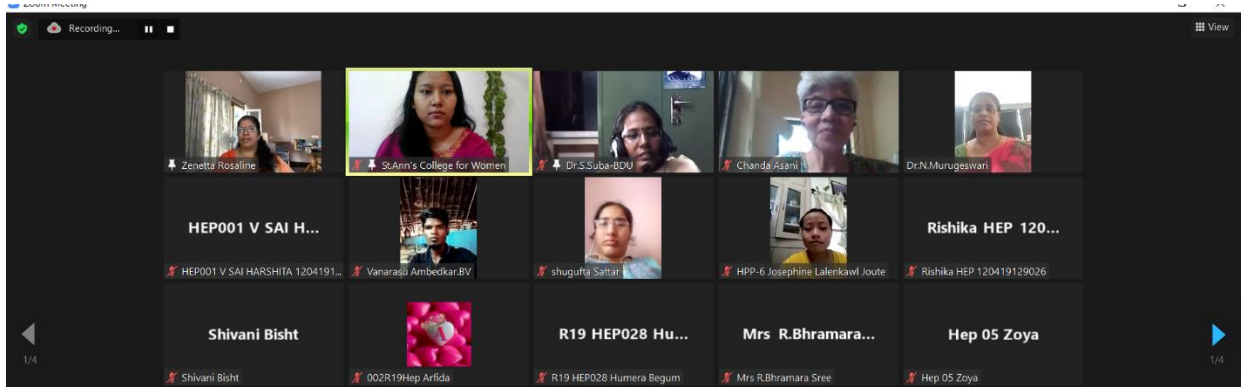 Zoom Meeting
Recording...
View
Zenetta Rosaline
St.Ann's College for Women
Dr.S.Suba-BDU
Chanda Asani
Dr.N.Murugeswari
HEP001 V SAI H...
HEP001 V SAI HARSHITA 1204191...
Vanarasu Ambedkar.BV
shugufta Sattar
HPP-6 Josephine Lalenkawl Joute
Rishika HEP 120...
Rishika HEP 120419129026
Shivani Bisht
R19 HEP028 Hu...
Mrs R.Bhramara...
Hep 05 Zoya
1/4
1/4
Shivani Bisht
002R19Hep Arfida
R19 HEP028 Humera Begum
Mrs R.Bhramara Sree
Hep 05 Zoya